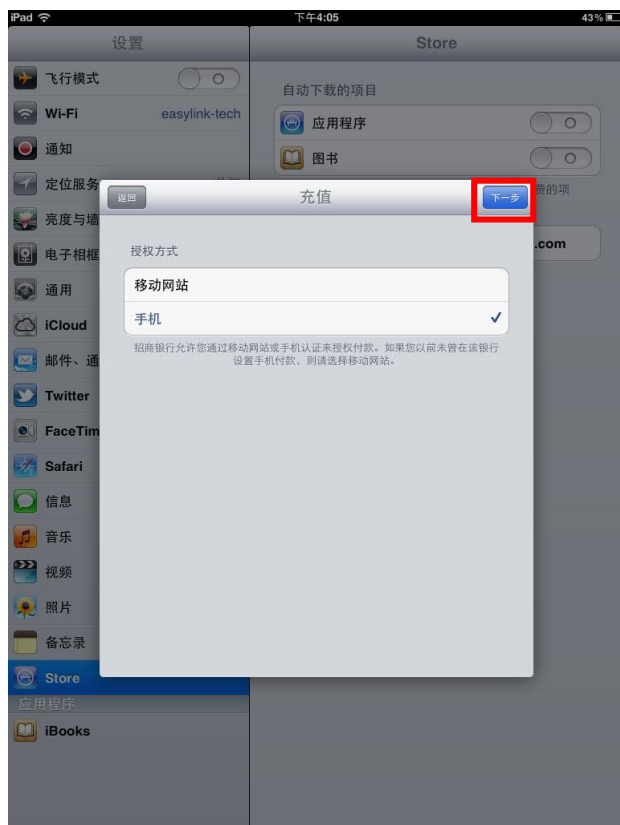 iPad
下午4:05
43%
设置
Store
飞行模式
自动下载的项目
Wi-Fi
easylink-tech
应用程序
通知
图书
定位服务
费的项
返回
充值
下一步
亮度与墙
.com
电子相框
授权方式
通用
移动网站
iCloud
手机
邮件、通
招商银行允许您通过移动网站或手机认证来授权付款。如果您以前未曾在该银行
设置手机付款，则请选择移动网站。
Twitter
FaceTim
Safari
信息
音乐
视频
照片
备忘录
Store
应用程序
iBooks